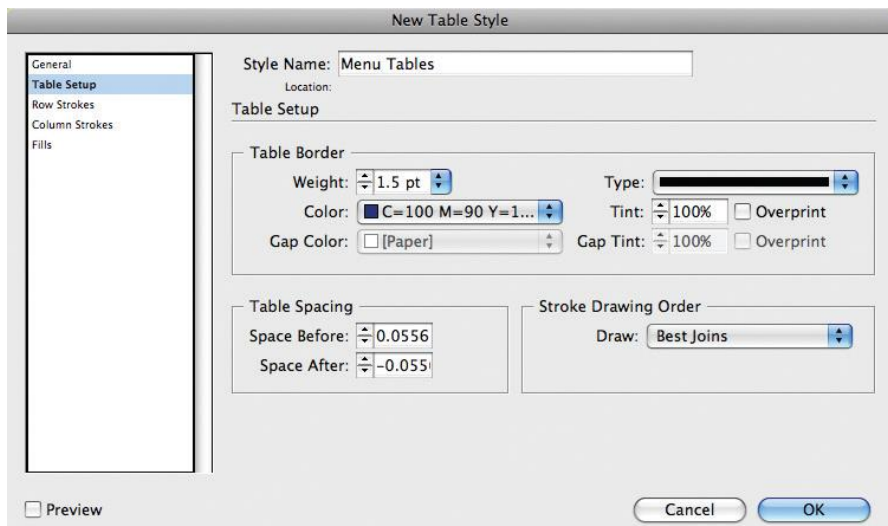 New Table Style
General
Table Setup
Row Strokes
Column Strokes
Fills
Style Name: Menu Tables
Location:
Table Setup
Table Border
Weight: 1.5 pt Type:
Color: C=100 M=90 Y=1... Tint: 100% Overprint
Gap Color: [Paper] Gap Tint: 100% Overprint
Table Spacing
Space Before: 0.0556
Space After: -0.055
Stroke Drawing Order
Draw: Best Joins
Preview Cancel OK